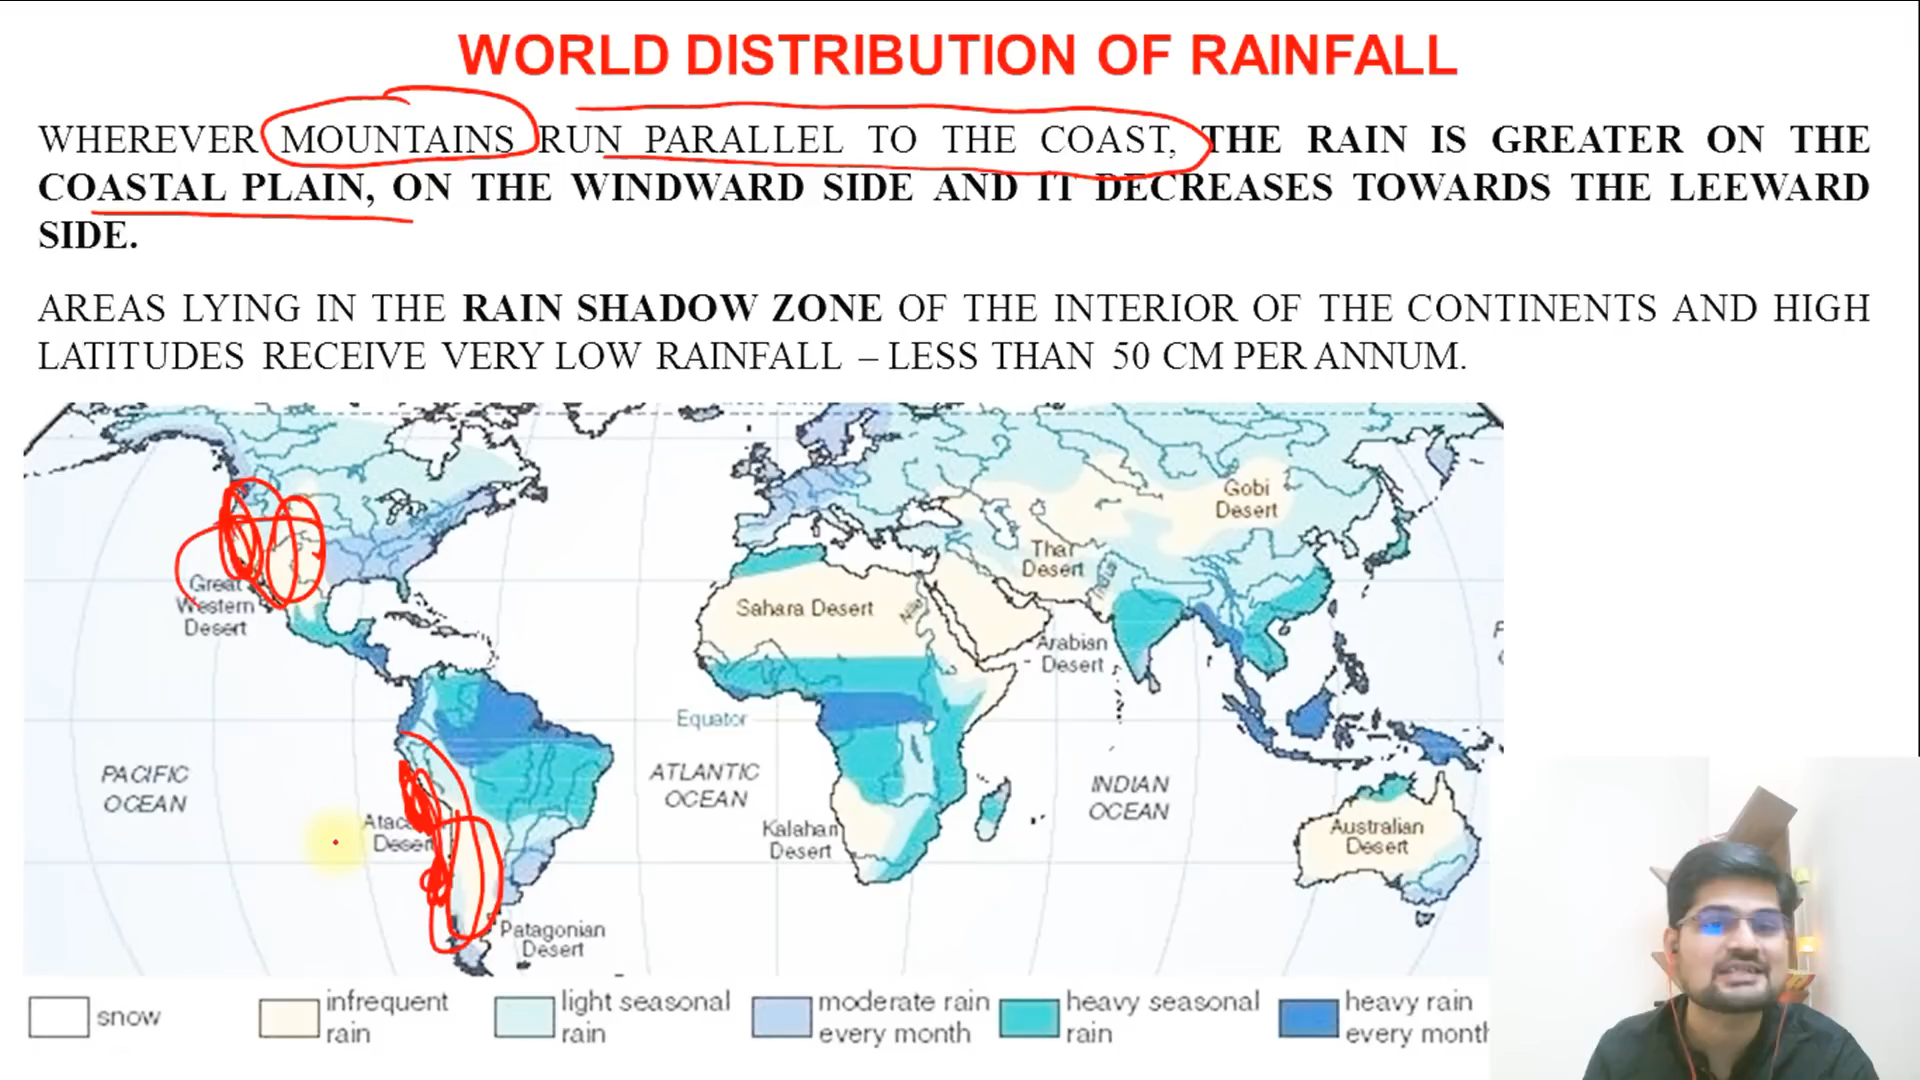 WORLD DISTRIBUTION OF RAINFALL
WHEREVER MOUNTAINS RUN PARALLEL TO THE COAST, THE RAIN IS GREATER ON THE
COASTAL PLAIN, ON THE WINDWARD SIDE AND IT DECREASES TOWARDS THE LEEWARD
SIDE.
AREAS LYING IN THE RAIN SHADOW ZONE OF THE INTERIOR OF THE CONTINENTS AND HIGH
LATITUDES RECEIVE VERY LOW RAINFALL – LESS THAN 50 CM PER ANNUM.
Gobi
Desert
Thar
Desert
Indus
Great
Western
Desert
Sahara Desert
Nile
Arabian
Desert
Equator
PACIFIC
OCEAN
ATLANTIC
OCEAN
INDIAN
OCEAN
Desert
Kalahari
Desert
Australian
Desert
Patagonian
Desert
snow
infrequent
rain
light seasonal
rain
moderate rain
every month
heavy seasonal
rain
heavy rain
every month